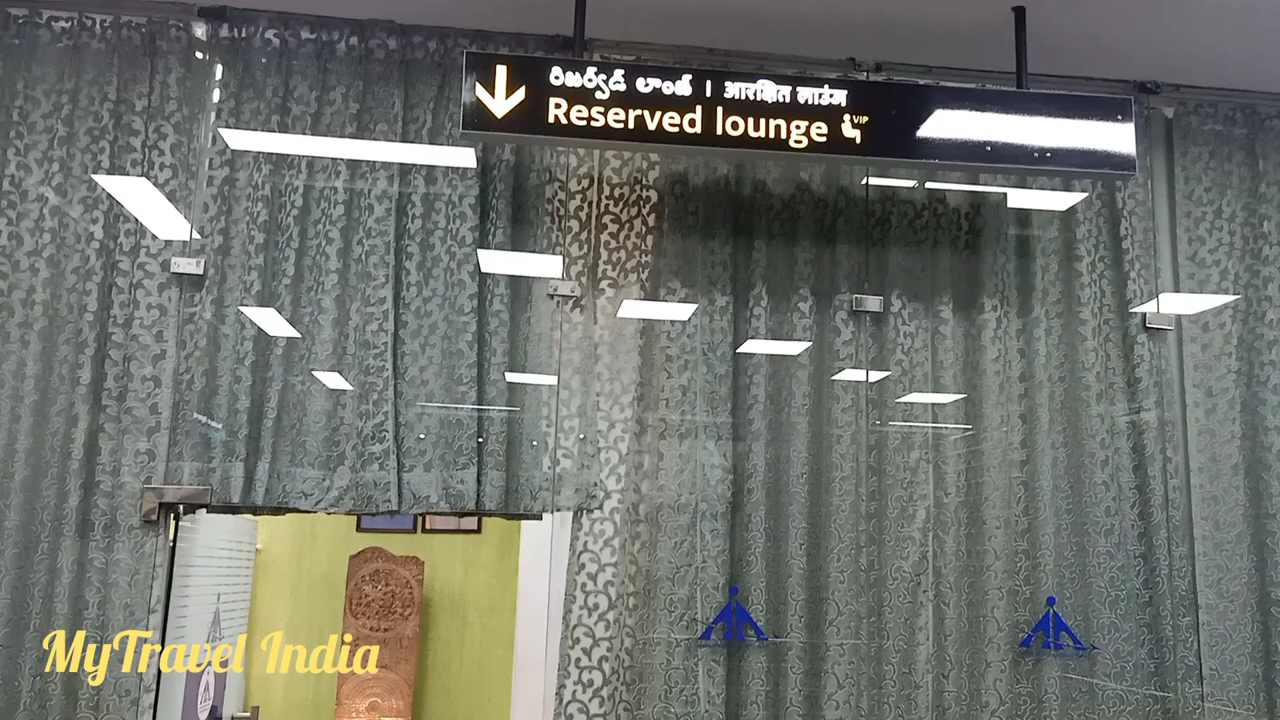 రిజర్వ్‌డ్ లాంజ్ | आरक्षित लाउंज
Reserved lounge VIP
MyTravel India